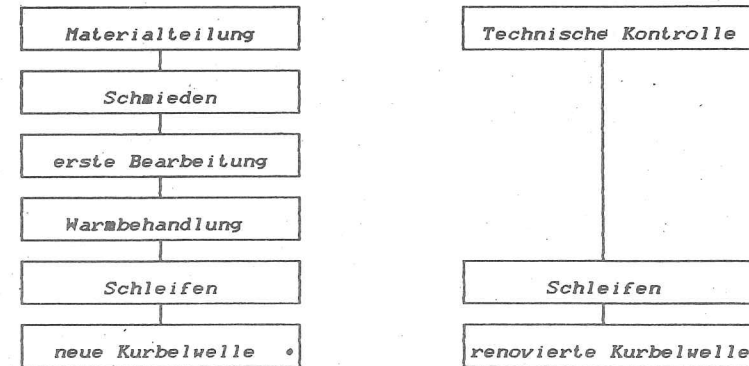 Materialteilung
Schmieden
erste Bearbeitung
Warmbehandlung
Schleifen
neue Kurbelwelle
Technische Kontrolle
Schleifen
renovierte Kurbelwelle